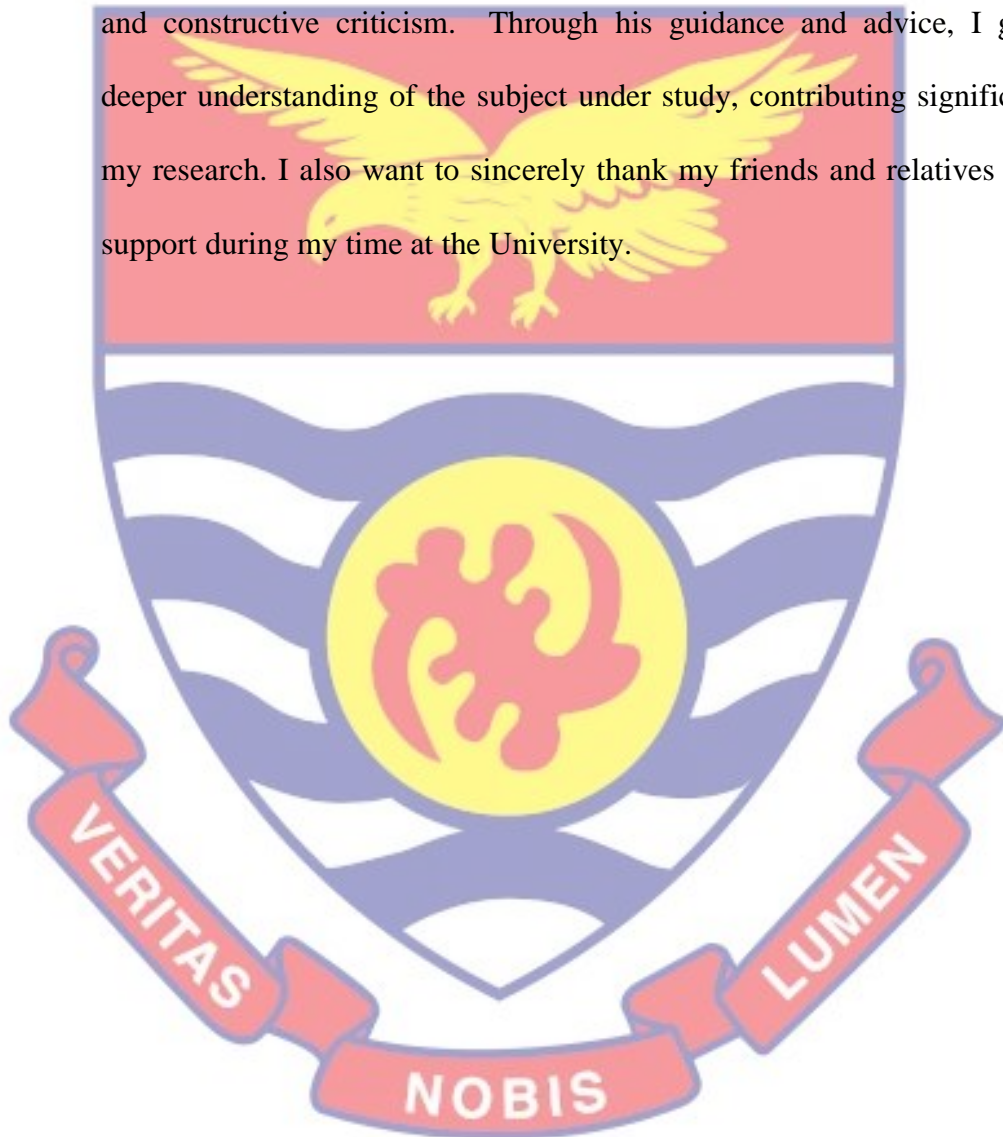 and constructive criticism. Through his guidance and advice, I g
deeper understanding of the subject under study, contributing signific
my research. I also want to sincerely thank my friends and relatives
support during my time at the University.
VERITAS
NOBIS
LUMEN